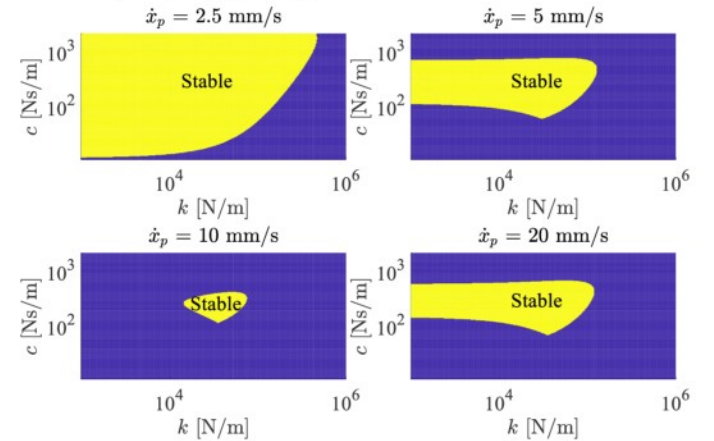 ẋₚ = 2.5 mm/s
c [Ns/m]
10³
10²
Stable
10⁴
10⁶
k [N/m]
ẋₚ = 5 mm/s
c [Ns/m]
10³
10²
Stable
10⁴
10⁶
k [N/m]
ẋₚ = 10 mm/s
c [Ns/m]
10³
10²
Stable
10⁴
10⁶
k [N/m]
ẋₚ = 20 mm/s
c [Ns/m]
10³
10²
Stable
10⁴
10⁶
k [N/m]